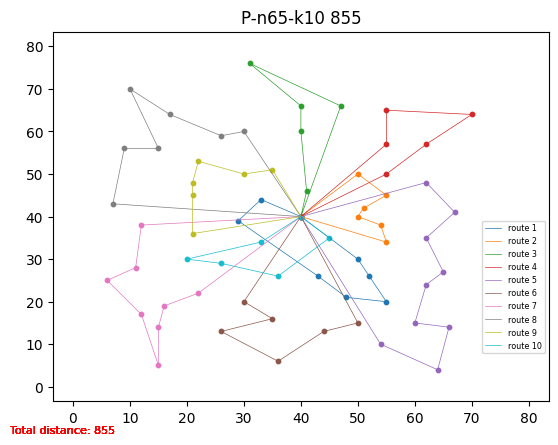 P-n65-k10 855
80
70
60
50
40
30
20
10
0
0 10 20 30 40 50 60 70 80
route 1
route 2
route 3
route 4
route 5
route 6
route 7
route 8
route 9
route 10
Total distance: 855